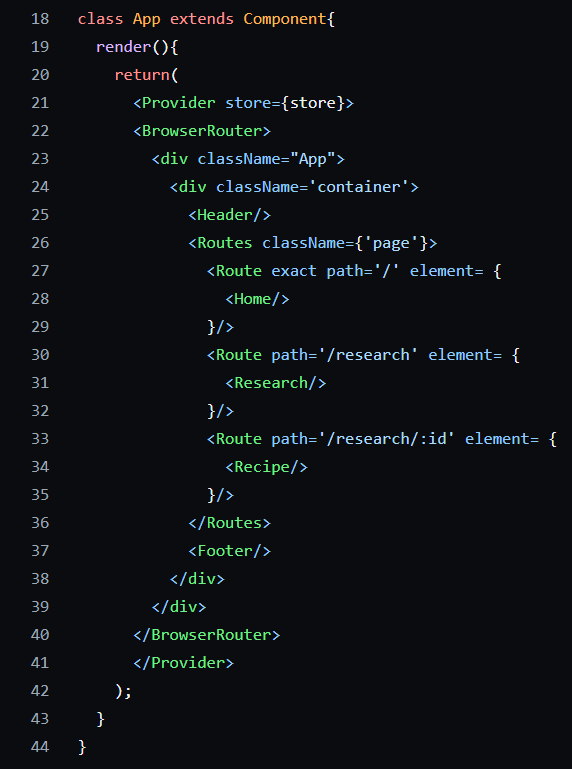 18 class App extends Component{
19 render(){
20 return(
21 <Provider store={store}>
22 <BrowserRouter>
23 <div className="App">
24 <div className='container'>
25 <Header/>
26 <Routes className={'page'}>
27 <Route exact path='/' element= {
28 <Home/>
29 }/>
30 <Route path='/research' element= {
31 <Research/>
32 }/>
33 <Route path='/research/:id' element= {
34 <Recipe/>
35 }/>
36 </Routes>
37 <Footer/>
38 </div>
39 </div>
40 </BrowserRouter>
41 </Provider>
42 );
43 }
44 }